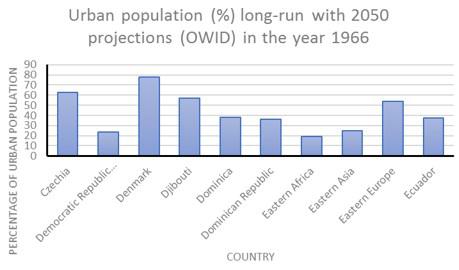 Urban population (%) long-run with 2050
projections (OWID) in the year 1966
PERCENTAGE OF URBAN POPULATION
90
80
70
60
50
40
30
20
10
0
Czechia
Democratic Republic...
Denmark
Djibouti
Dominica
Dominican Republic
Eastern Africa
Eastern Asia
Eastern Europe
Ecuador
COUNTRY